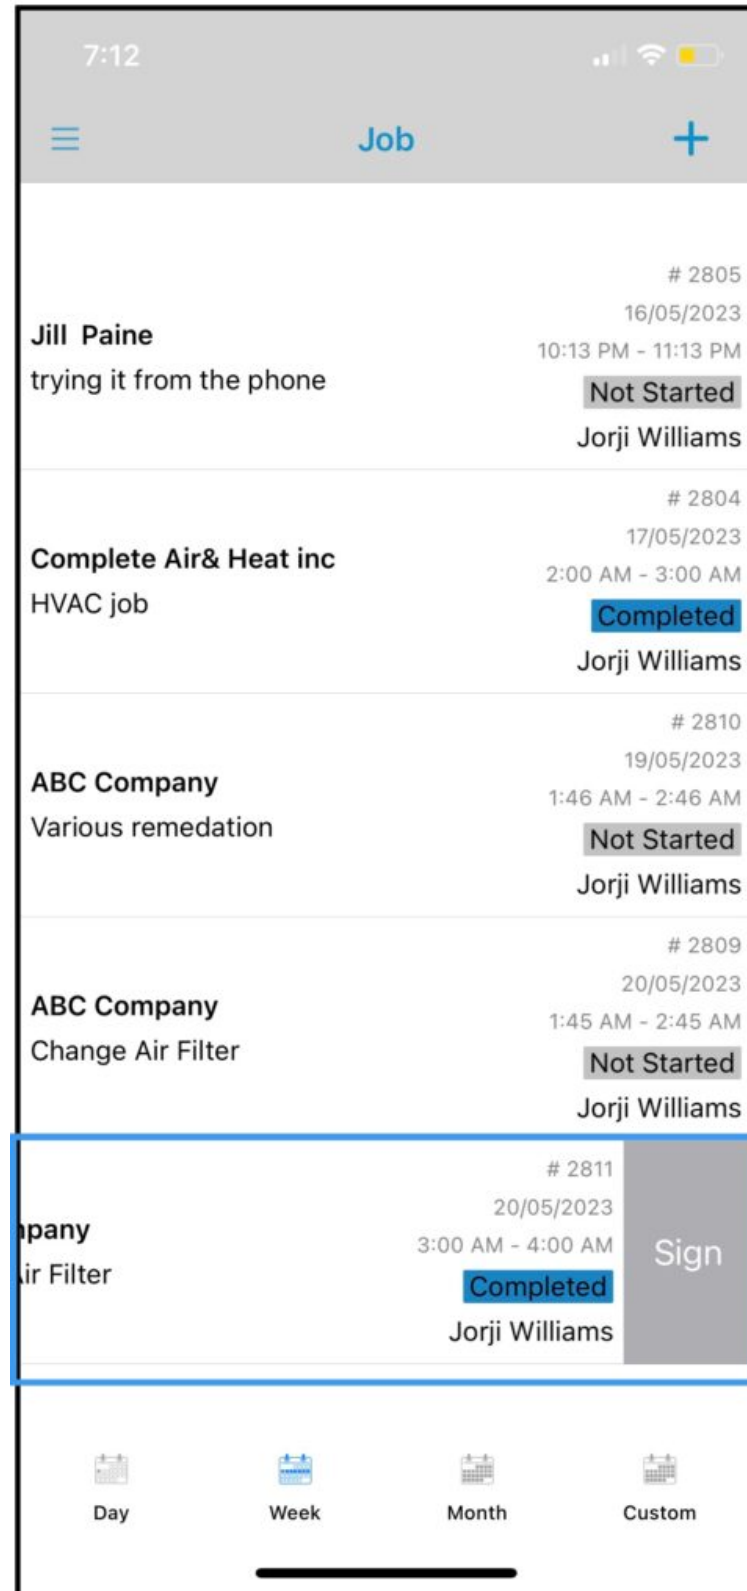 7:12
Job
# 2805
16/05/2023
Jill Paine
10:13 PM - 11:13 PM
trying it from the phone
Not Started
Jorji Williams
# 2804
17/05/2023
Complete Air& Heat inc
2:00 AM - 3:00 AM
HVAC job
Completed
Jorji Williams
# 2810
19/05/2023
ABC Company
1:46 AM - 2:46 AM
Various remedation
Not Started
Jorji Williams
# 2809
20/05/2023
ABC Company
1:45 AM - 2:45 AM
Change Air Filter
Not Started
Jorji Williams
# 2811
20/05/2023
npany
3:00 AM - 4:00 AM
Sign
ir Filter
Completed
Jorji Williams
Day Week Month Custom